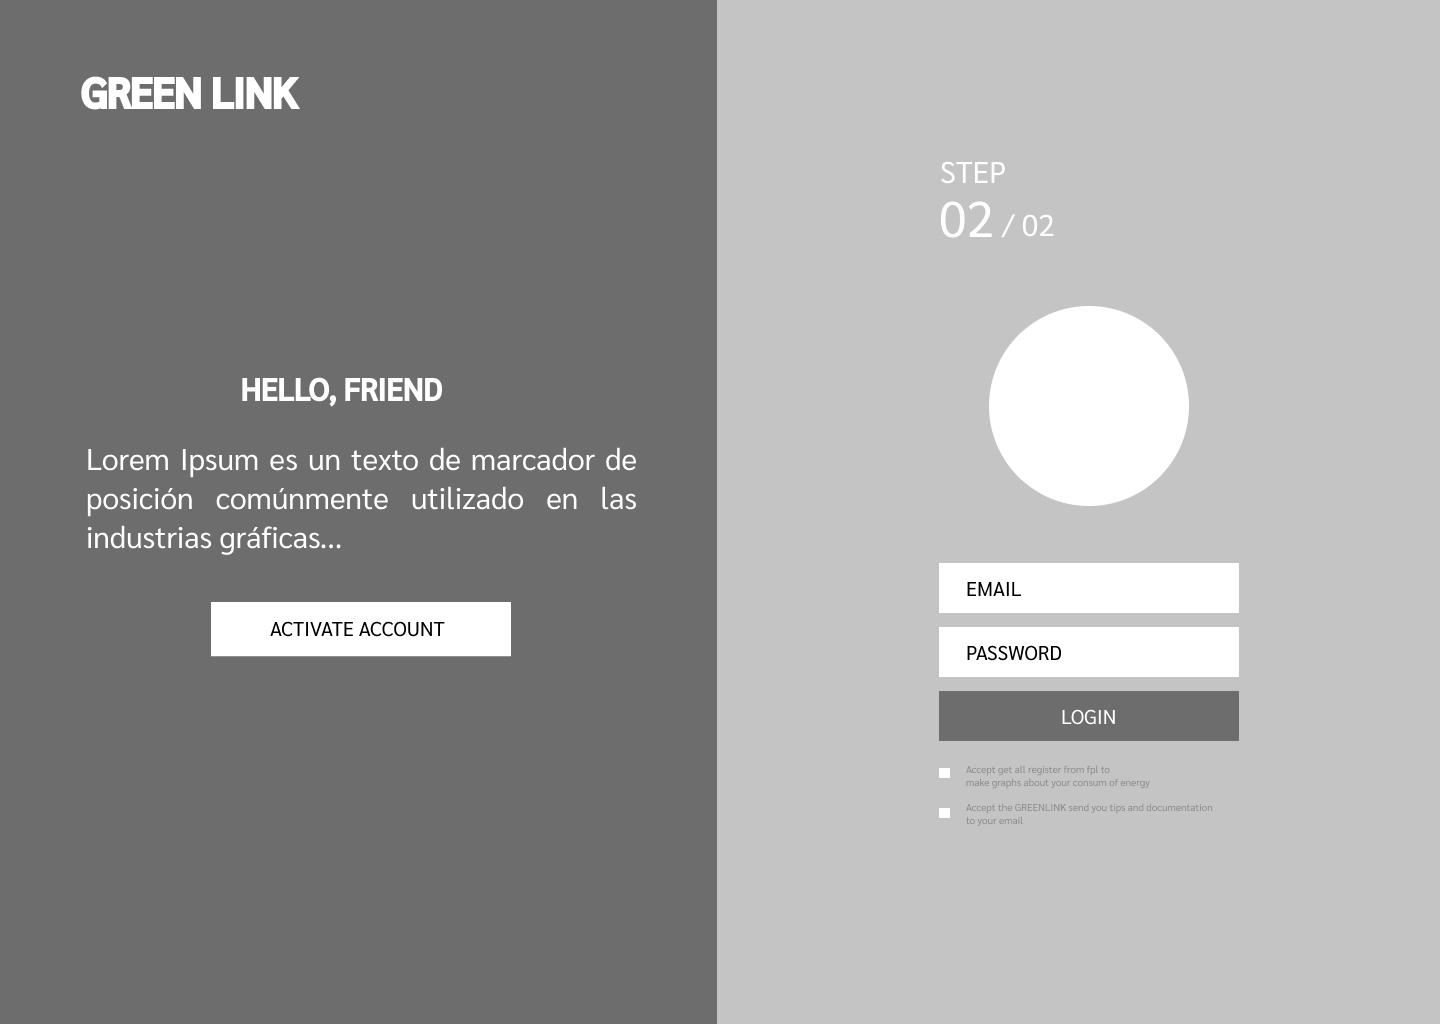 GREEN LINK
HELLO, FRIEND
Lorem Ipsum es un texto de marcador de
posición comúnmente utilizado en las
industrias gráficas...
ACTIVATE ACCOUNT
STEP
02 / 02
EMAIL
PASSWORD
LOGIN
Accept get all register from fpl to
make graphs about your consum of energy
Accept the GREENLINK send you tips and documentation
to your email